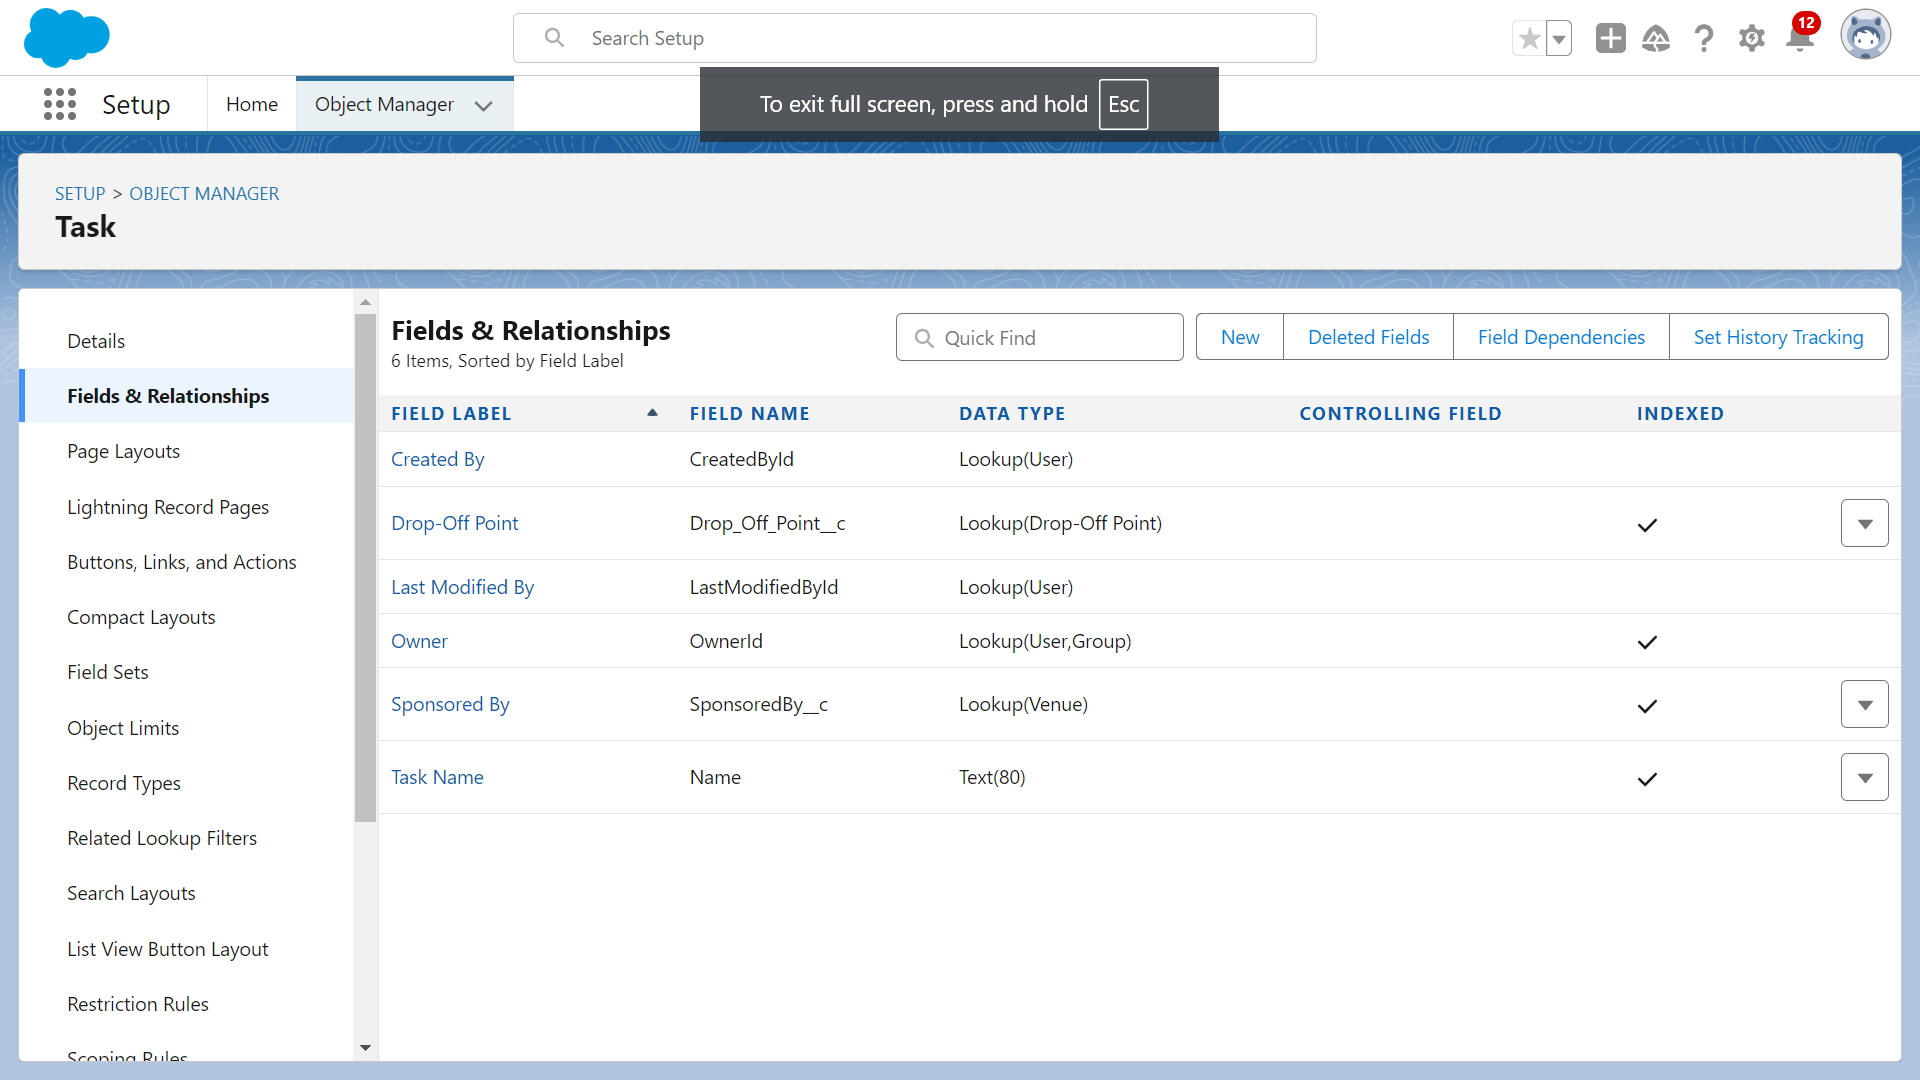 Search Setup
12
Setup
Home
Object Manager
To exit full screen, press and hold Esc
SETUP > OBJECT MANAGER
Task
Details
Fields & Relationships
Page Layouts
Lightning Record Pages
Buttons, Links, and Actions
Compact Layouts
Field Sets
Object Limits
Record Types
Related Lookup Filters
Search Layouts
List View Button Layout
Restriction Rules
Scoping Rules
Fields & Relationships
6 Items, Sorted by Field Label
Quick Find
New
Deleted Fields
Field Dependencies
Set History Tracking
FIELD LABEL FIELD NAME DATA TYPE CONTROLLING FIELD INDEXED
Created By CreatedById Lookup(User)
Drop-Off Point Drop_Off_Point__c Lookup(Drop-Off Point)
Last Modified By LastModifiedById Lookup(User)
Owner OwnerId Lookup(User,Group)
Sponsored By SponsoredBy__c Lookup(Venue)
Task Name Name Text(80)